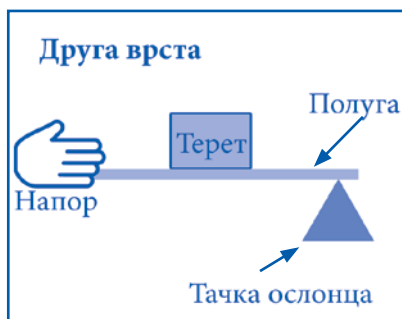 Друга врста
Полуга
Терет
Напор
Тачка ослонца